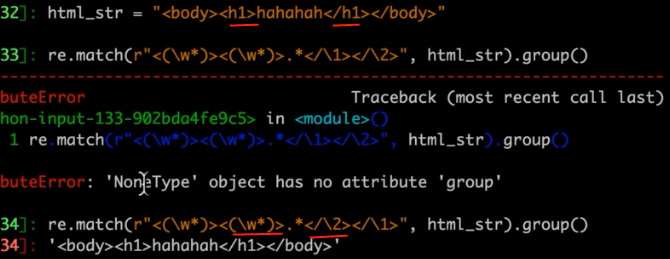 32]: html_str = "<body><h1>hahahah</h1></body>"
33]: re.match(r"<(\w*)><(\w*)>.*</\1></\2>", html_str).group()
---------------------------------------------------------------------------
buteError Traceback (most recent call last)
hon-input-133-902bda4fe9c5> in <module>()
1 re.match(r"<(\w*)><(\w*)>.*</\1></\2>", html_str).group()
buteError: 'NoneType' object has no attribute 'group'
34]: re.match(r"<(\w*)><(\w*)>.*</\2></\1>", html_str).group()
34]: '<body><h1>hahahah</h1></body>'